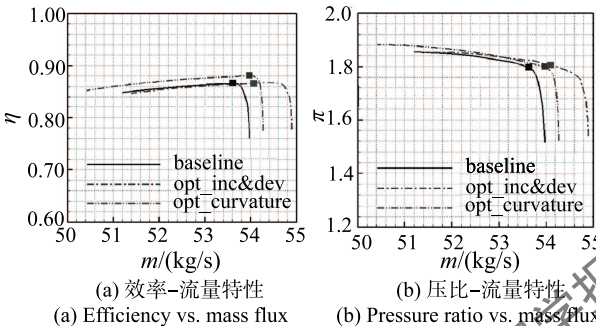 (a)
(b)
1.00
0.90
0.80
η
0.00
0.60
baseline
opt_inc&dev
opt_curvature
50 51 52 53 54 55
m/(kg/s)
2.0
1.8
1.6
π
1.4
1.2
baseline
opt_inc&dev
opt_curvature
50 51 52 53 54 55
m/(kg/s)
(a) 效率-流量特性
(b) 压比-流量特性
(a) Efficiency vs. mass flux
(b) Pressure ratio vs. mass flux